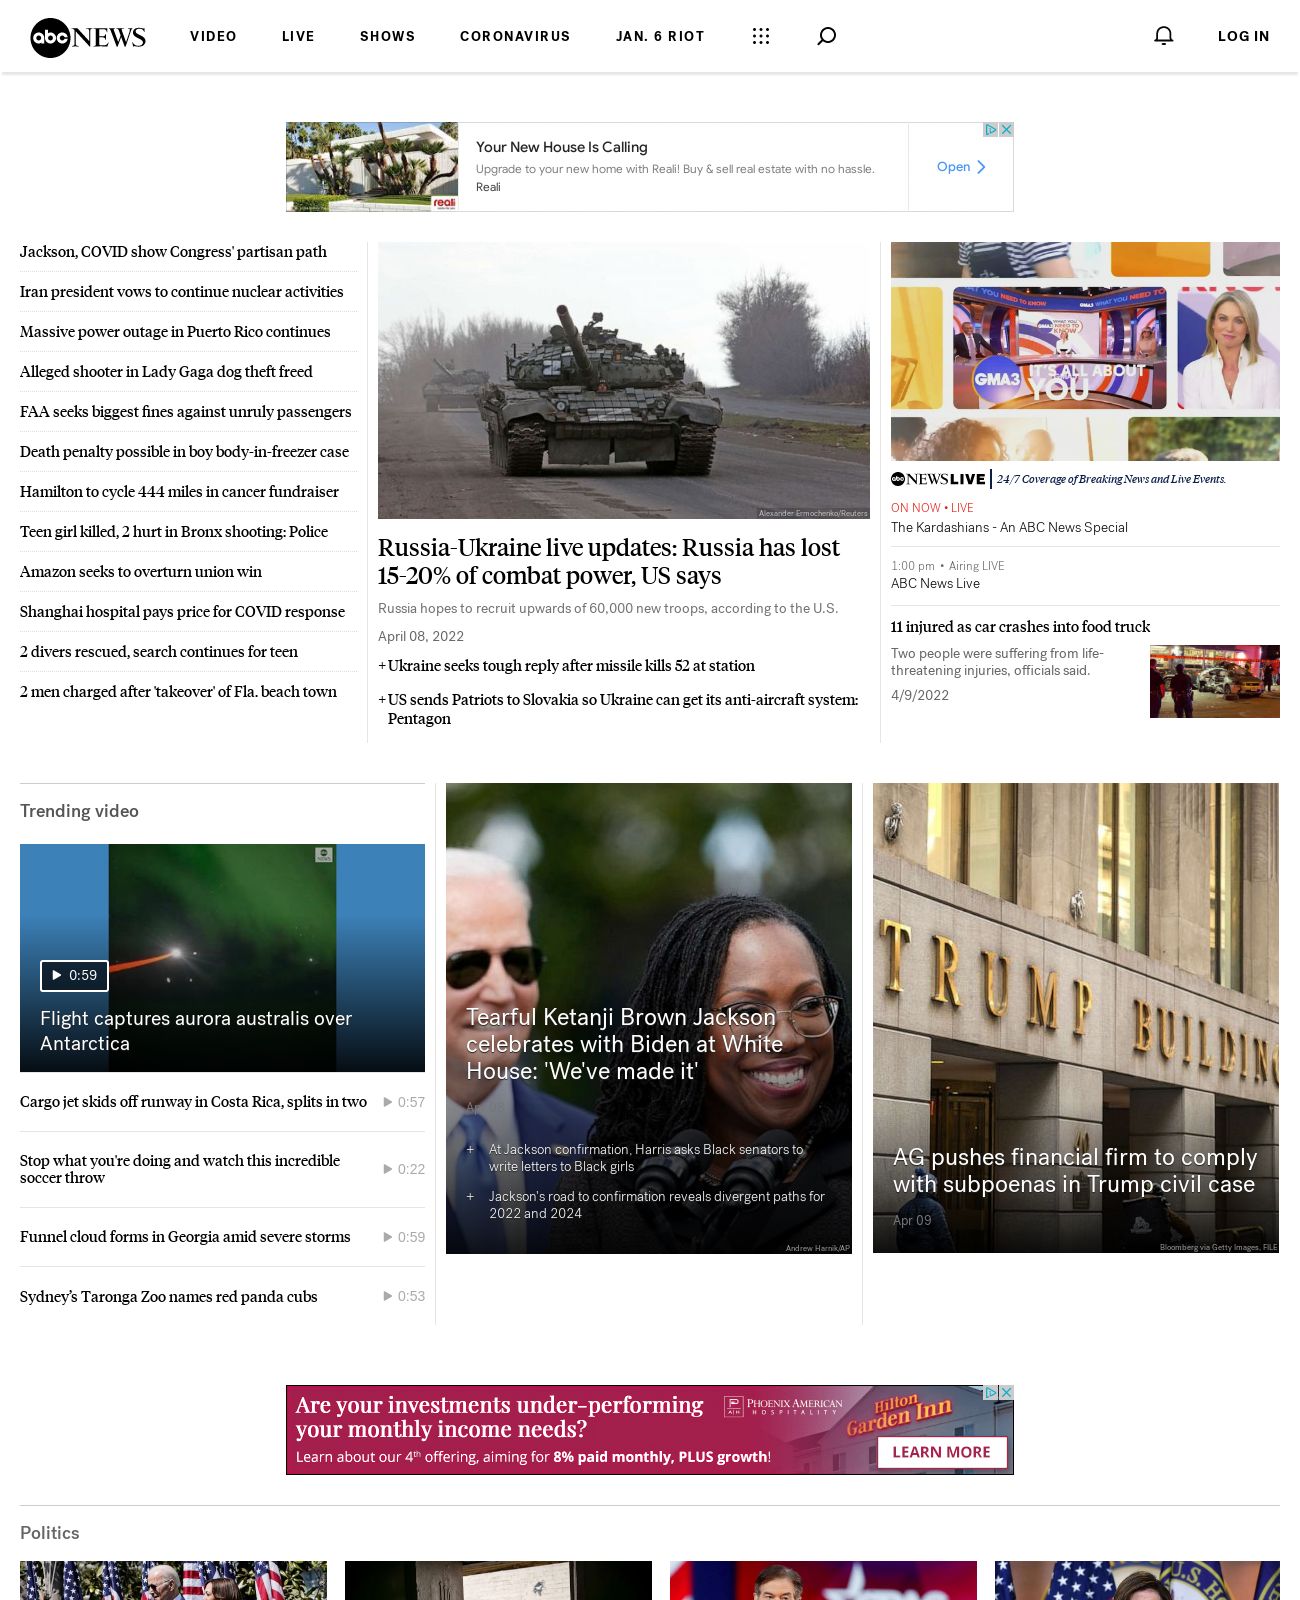 abc NEWS
VIDEO
LIVE
SHOWS
CORONAVIRUS
JAN. 6 RIOT
LOG IN
Your New House Is Calling
Upgrade to your new home with Reali! Buy & sell real estate with no hassle.
Reali
reali
Open
Jackson, COVID show Congress' partisan path
Iran president vows to continue nuclear activities
Massive power outage in Puerto Rico continues
Alleged shooter in Lady Gaga dog theft freed
FAA seeks biggest fines against unruly passengers
Death penalty possible in boy body-in-freezer case
Hamilton to cycle 444 miles in cancer fundraiser
Teen girl killed, 2 hurt in Bronx shooting: Police
Amazon seeks to overturn union win
Shanghai hospital pays price for COVID response
2 divers rescued, search continues for teen
2 men charged after 'takeover' of Fla. beach town
Alexander Ermochenko/Reuters
Russia-Ukraine live updates: Russia has lost
15-20% of combat power, US says
Russia hopes to recruit upwards of 60,000 new troops, according to the U.S.
April 08, 2022
+ Ukraine seeks tough reply after missile kills 52 at station
+ US sends Patriots to Slovakia so Ukraine can get its anti-aircraft system:
Pentagon
GMA3 WHAT YOU NEED TO KNOW
GMA3
IT'S ALL ABOUT
YOU
abc NEWS LIVE
24/7 Coverage of Breaking News and Live Events.
ON NOW • LIVE
The Kardashians - An ABC News Special
1:00 pm • Airing LIVE
ABC News Live
11 injured as car crashes into food truck
Two people were suffering from life-
threatening injuries, officials said.
4/9/2022
Trending video
0:59
Flight captures aurora australis over
Antarctica
Cargo jet skids off runway in Costa Rica, splits in two
0:57
Stop what you're doing and watch this incredible
soccer throw
0:22
Funnel cloud forms in Georgia amid severe storms
0:59
Sydney's Taronga Zoo names red panda cubs
0:53
Tearful Ketanji Brown Jackson
celebrates with Biden at White
House: 'We've made it'
+ At Jackson confirmation, Harris asks Black senators to
write letters to Black girls
+ Jackson's road to confirmation reveals divergent paths for
2022 and 2024
Andrew Harnik/AP
TRUMP BUILDING
AG pushes financial firm to comply
with subpoenas in Trump civil case
Apr 09
Bloomberg via Getty Images, FILE
Are your investments under-performing
your monthly income needs?
Learn about our 4th offering, aiming for 8% paid monthly, PLUS growth!
PHOENIX AMERICAN
HOSPITALITY
Hilton
Garden Inn
LEARN MORE
Politics